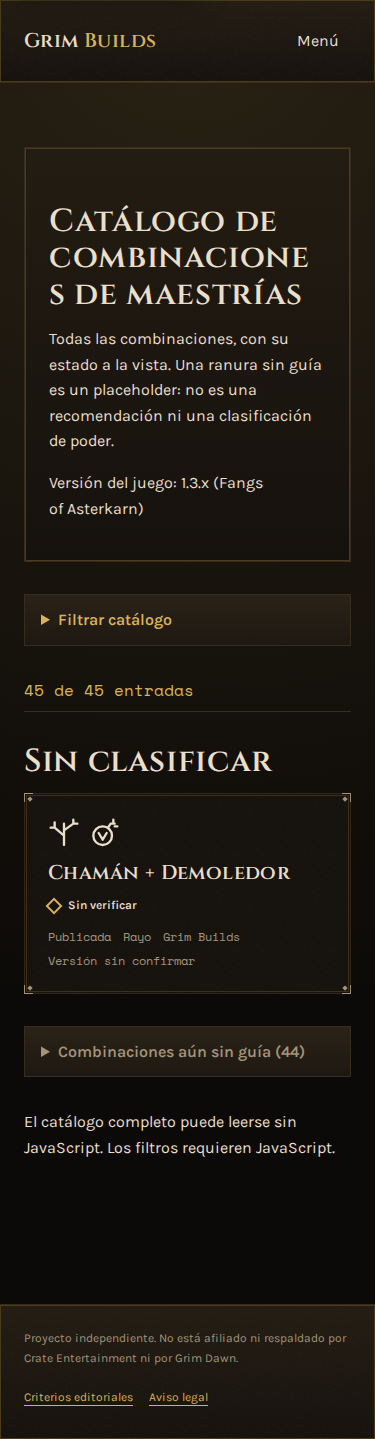 Grim Builds
Menú
Catálogo de
combinacione
s de maestrías
Todas las combinaciones, con su
estado a la vista. Una ranura sin guía
es un placeholder: no es una
recomendación ni una clasificación
de poder.
Versión del juego: 1.3.x (Fangs
of Asterkarn)
Filtrar catálogo
45 de 45 entradas
Sin clasificar
Chamán + Demoledor
Sin verificar
Publicada Rayo Grim Builds
Versión sin confirmar
Combinaciones aún sin guía (44)
El catálogo completo puede leerse sin
JavaScript. Los filtros requieren JavaScript.
Proyecto independiente. No está afiliado ni respaldado por
Crate Entertainment ni por Grim Dawn.
Criterios editoriales Aviso legal